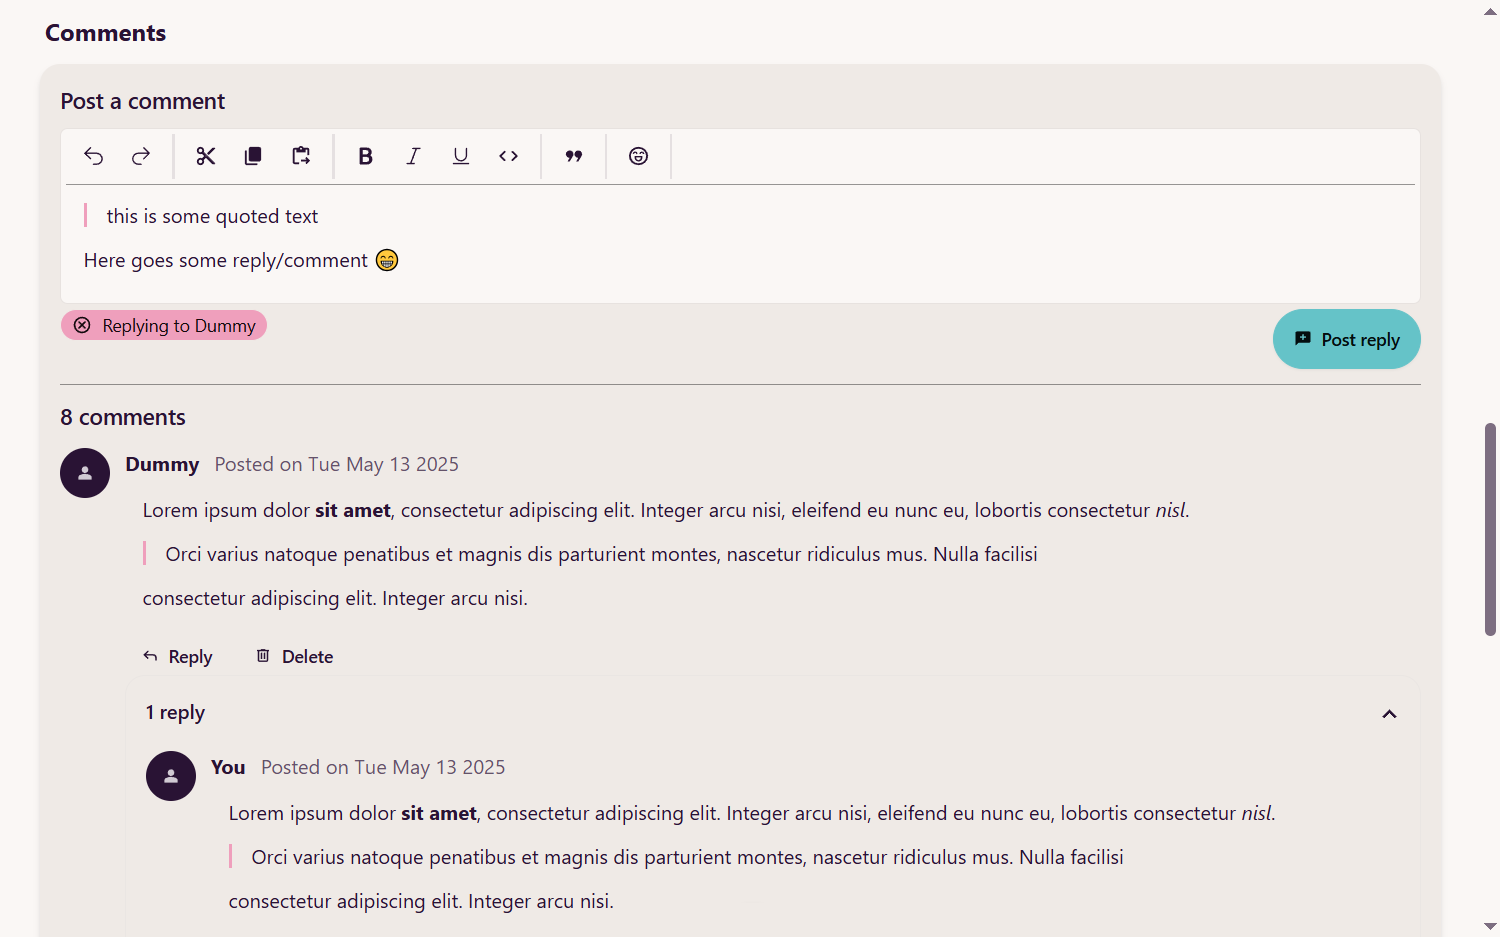 Comments
Post a comment
this is some quoted text
Here goes some reply/comment 😁
Replying to Dummy
Post reply
8 comments
Dummy Posted on Tue May 13 2025
Lorem ipsum dolor sit amet, consectetur adipiscing elit. Integer arcu nisi, eleifend eu nunc eu, lobortis consectetur nisl.
Orci varius natoque penatibus et magnis dis parturient montes, nascetur ridiculus mus. Nulla facilisi
consectetur adipiscing elit. Integer arcu nisi.
Reply Delete
1 reply
You Posted on Tue May 13 2025
Lorem ipsum dolor sit amet, consectetur adipiscing elit. Integer arcu nisi, eleifend eu nunc eu, lobortis consectetur nisl.
Orci varius natoque penatibus et magnis dis parturient montes, nascetur ridiculus mus. Nulla facilisi
consectetur adipiscing elit. Integer arcu nisi.